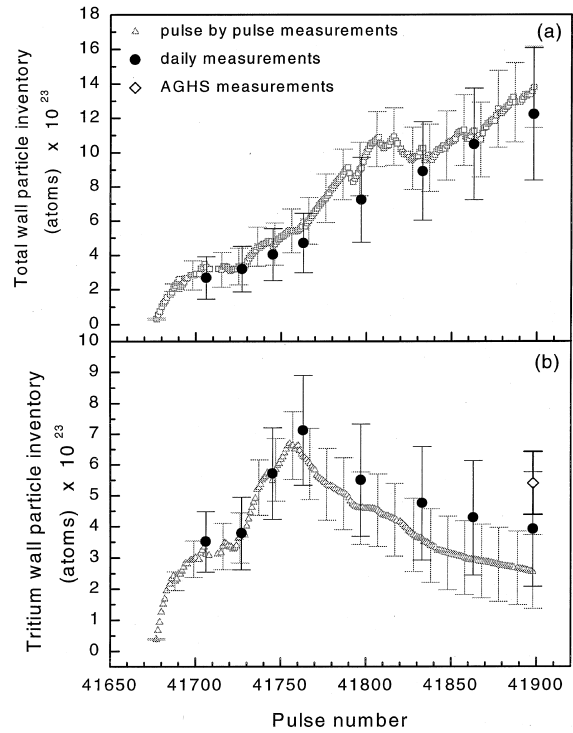 18
16
14
12
10
8
6
4
2
0
Total wall particle inventory
(atoms) x 10 23
(a)
pulse by pulse measurements
daily measurements
AGHS measurements
10
9
8
7
6
5
4
3
2
1
0
Tritium wall particle inventory
(atoms) x 10 23
(b)
41650 41700 41750 41800 41850 41900
Pulse number